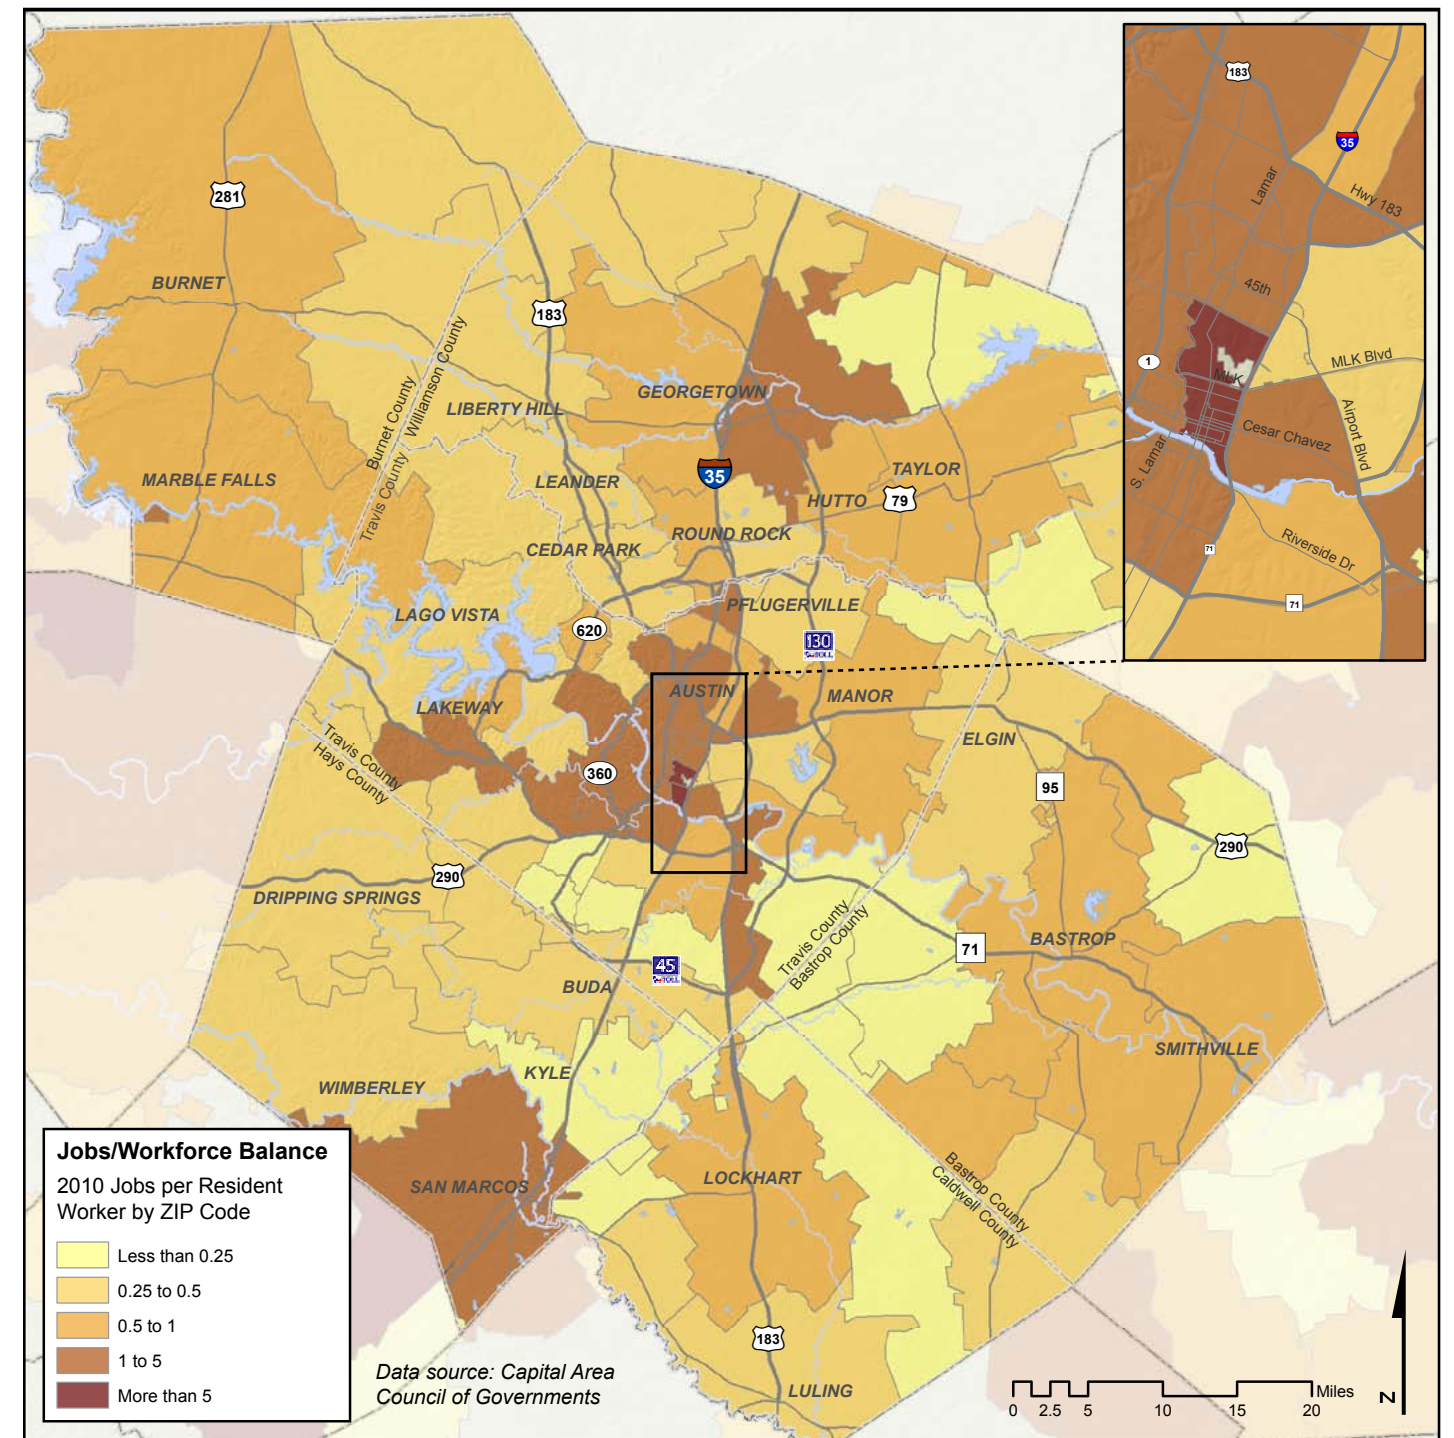 183
35
Hwy 183
Lamar
45th
1
MLK Blvd
MLK
Airport Blvd
Cesar Chavez
S. Lamar
71
Riverside Dr
71
281
BURNET
183
Burnet County
Williamson County
GEORGETOWN
LIBERTY HILL
MARBLE FALLS
LEANDER
35
TAYLOR
HUTTO
79
Travis County
CEDAR PARK
ROUND ROCK
LAGO VISTA
620
PFLUGERVILLE
130
TOLL
AUSTIN
MANOR
LAKEWAY
ELGIN
Travis County
Hays County
360
95
290
290
DRIPPING SPRINGS
Travis County
Bastrop County
71
BASTROP
45
TOLL
BUDA
SMITHVILLE
KYLE
WIMBERLEY
SAN MARCOS
LOCKHART
Bastrop County
Caldwell County
183
LULING
Jobs/Workforce Balance
2010 Jobs per Resident
Worker by ZIP Code
Less than 0.25
0.25 to 0.5
0.5 to 1
1 to 5
More than 5
Data source: Capital Area
Council of Governments
Miles
0 2.5 5 10 15 20
N